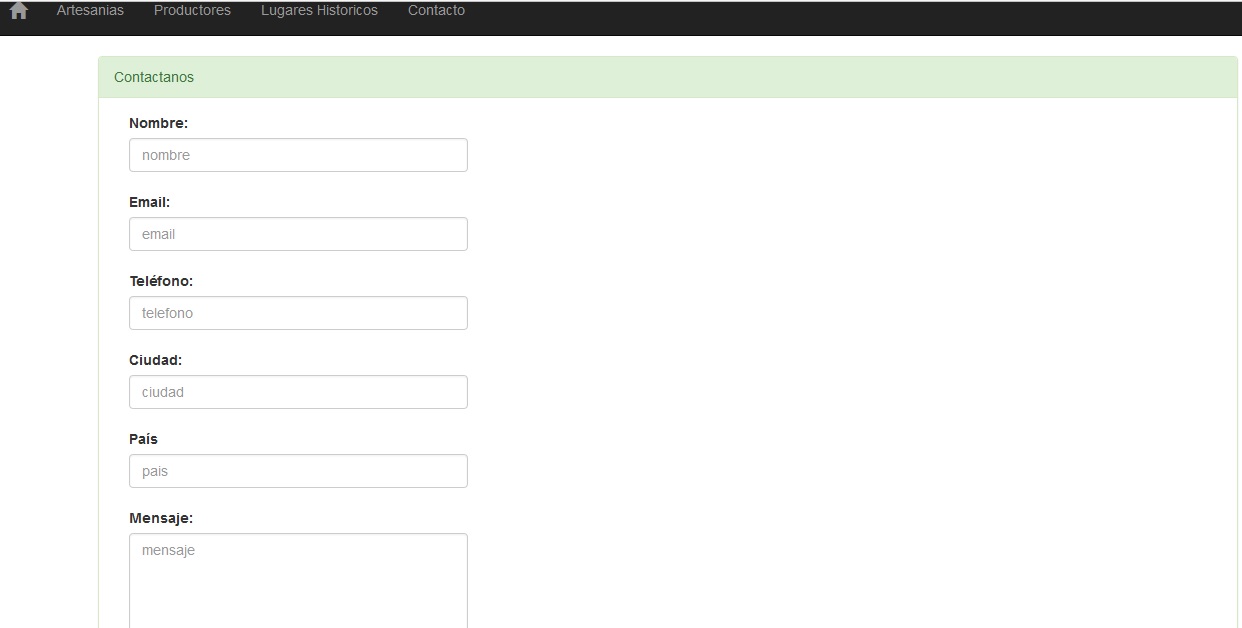 Artesanias Productores Lugares Historicos Contacto
Contactanos
Nombre:
nombre
Email:
email
Teléfono:
telefono
Ciudad:
ciudad
País
pais
Mensaje:
mensaje